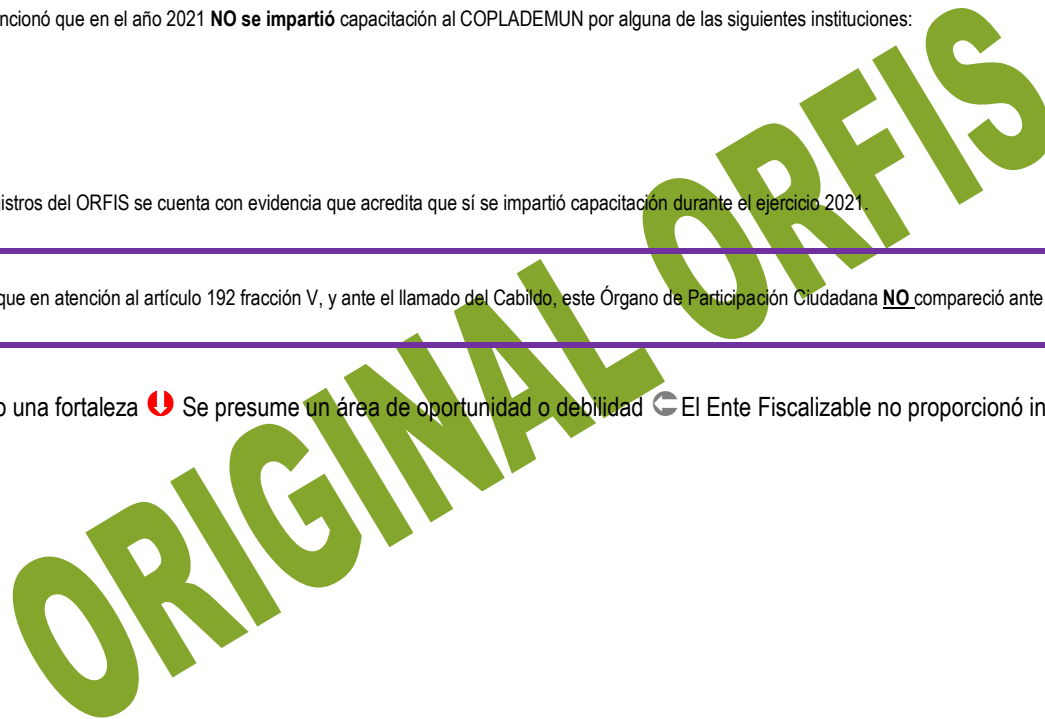 ncionó que en el año 2021 NO se impartió capacitación al COPLADEMUN por alguna de las siguientes instituciones:
istros del ORFIS se cuenta con evidencia que acredita que sí se impartió capacitación durante el ejercicio 2021.
que en atención al artículo 192 fracción V, y ante el llamado del Cabildo, este Órgano de Participación Ciudadana NO compareció ante
o una fortaleza Se presume un área de oportunidad o debilidad El Ente Fiscalizable no proporcionó in
ORIGINAL ORFIS